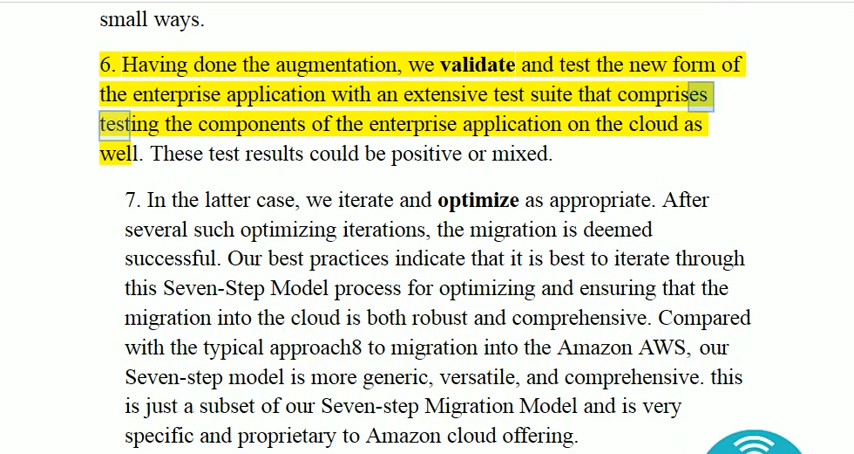 small ways.
6. Having done the augmentation, we validate and test the new form of
the enterprise application with an extensive test suite that comprises
testing the components of the enterprise application on the cloud as
well. These test results could be positive or mixed.
7. In the latter case, we iterate and optimize as appropriate. After
several such optimizing iterations, the migration is deemed
successful. Our best practices indicate that it is best to iterate through
this Seven-Step Model process for optimizing and ensuring that the
migration into the cloud is both robust and comprehensive. Compared
with the typical approach8 to migration into the Amazon AWS, our
Seven-step model is more generic, versatile, and comprehensive. this
is just a subset of our Seven-step Migration Model and is very
specific and proprietary to Amazon cloud offering.